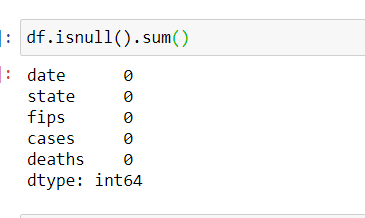 ]: df.isnull().sum()
]: date      0
state     0
fips      0
cases     0
deaths    0
dtype: int64